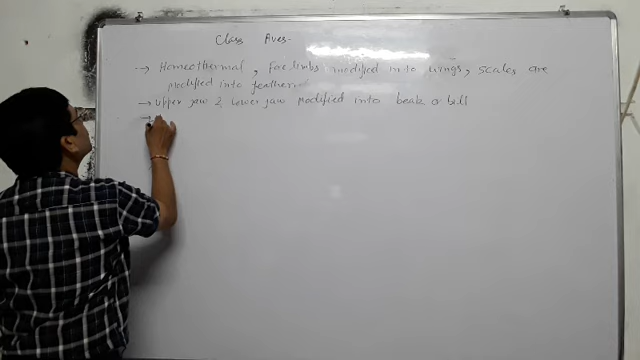 Class Aves-
→ Homeothermal, Forelimbs modified into wings, scales are
modified into feather
→ Upper jaw & Lower jaw modified into beak or bill
→